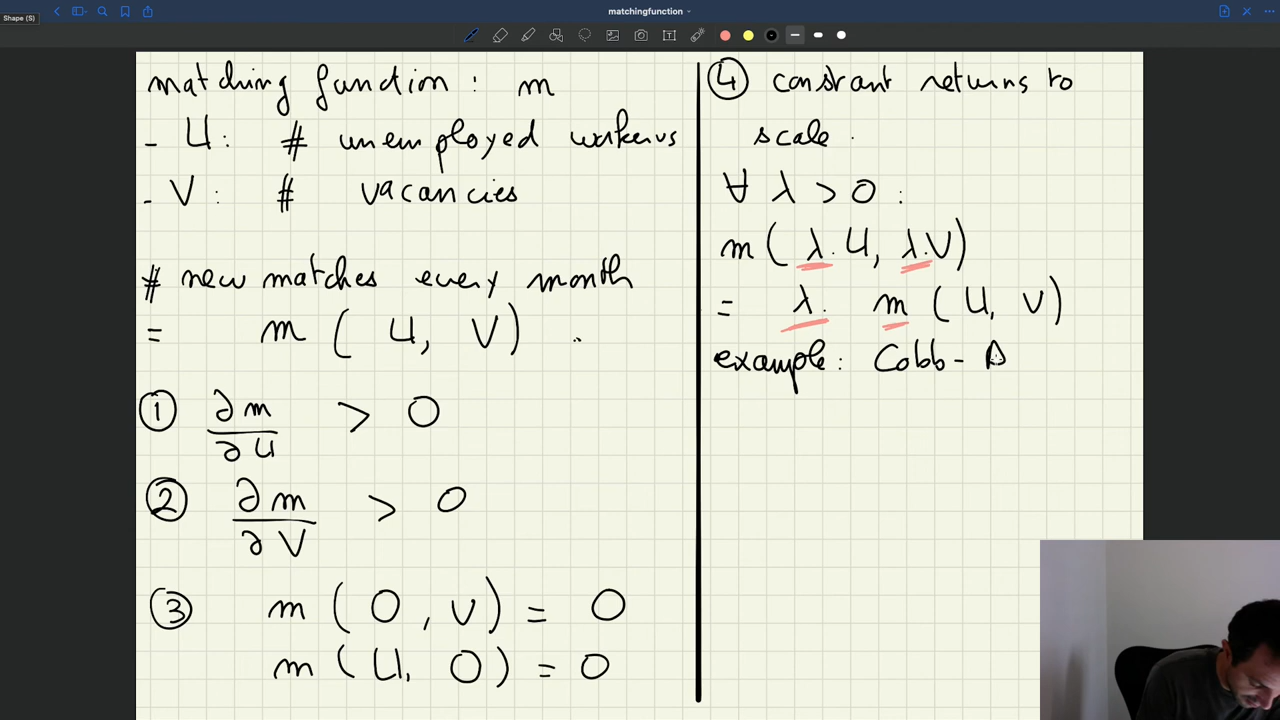 Shape (S)
matchingfunction
matching function : m
- U : # unemployed workers
- V : # vacancies
# new matches every month
= m ( U, V ) .
① ∂m / ∂U > 0
② ∂m / ∂V > 0
③ m ( 0 , V ) = 0
m ( U, 0 ) = 0
④ constant returns to
scale .
∀ λ > 0 :
m ( λ. U, λ.V )
= λ. m ( U, V )
example : Cobb - D